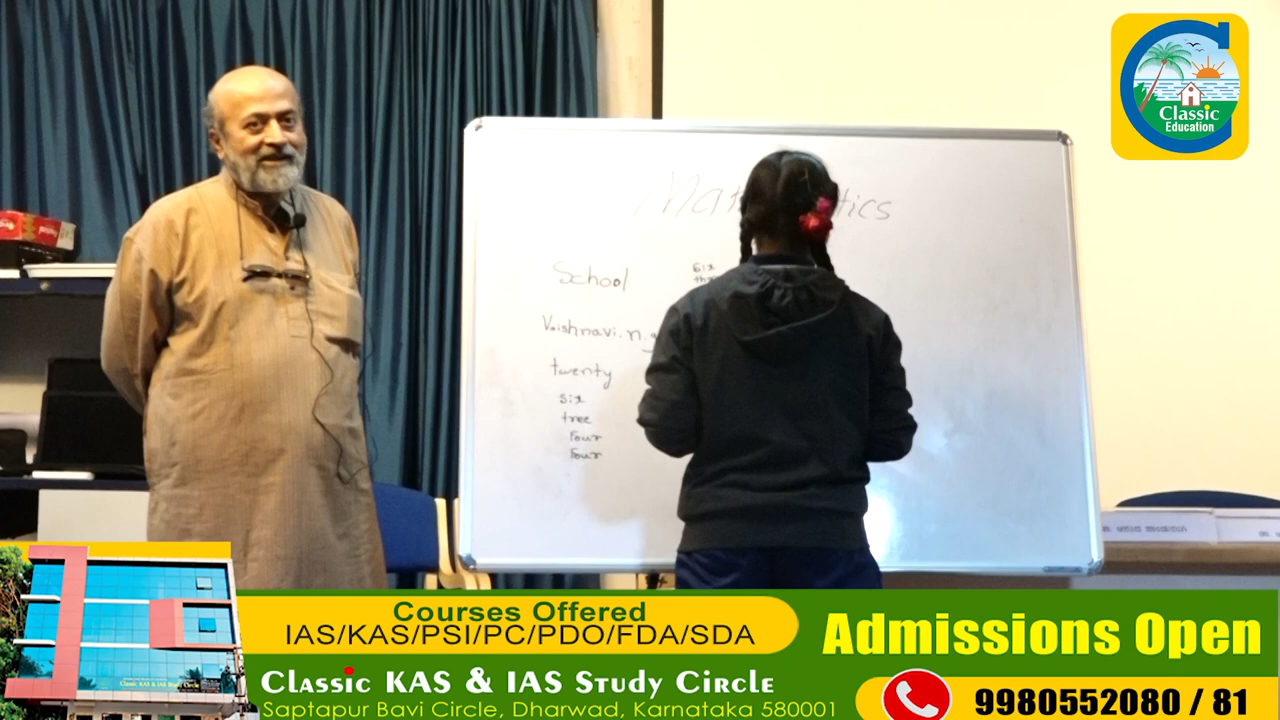 Classic
Education
Mat tics
School
six
th
Vaishnavi.n.g
twenty
six
tree
Four
Four
Courses Offered
IAS/KAS/PSI/PC/PDO/FDA/SDA
Admissions Open
Classic KAS & IAS Study Circle
Saptapur Bavi Circle, Dharwad, Karnataka 580001
9980552080 / 81